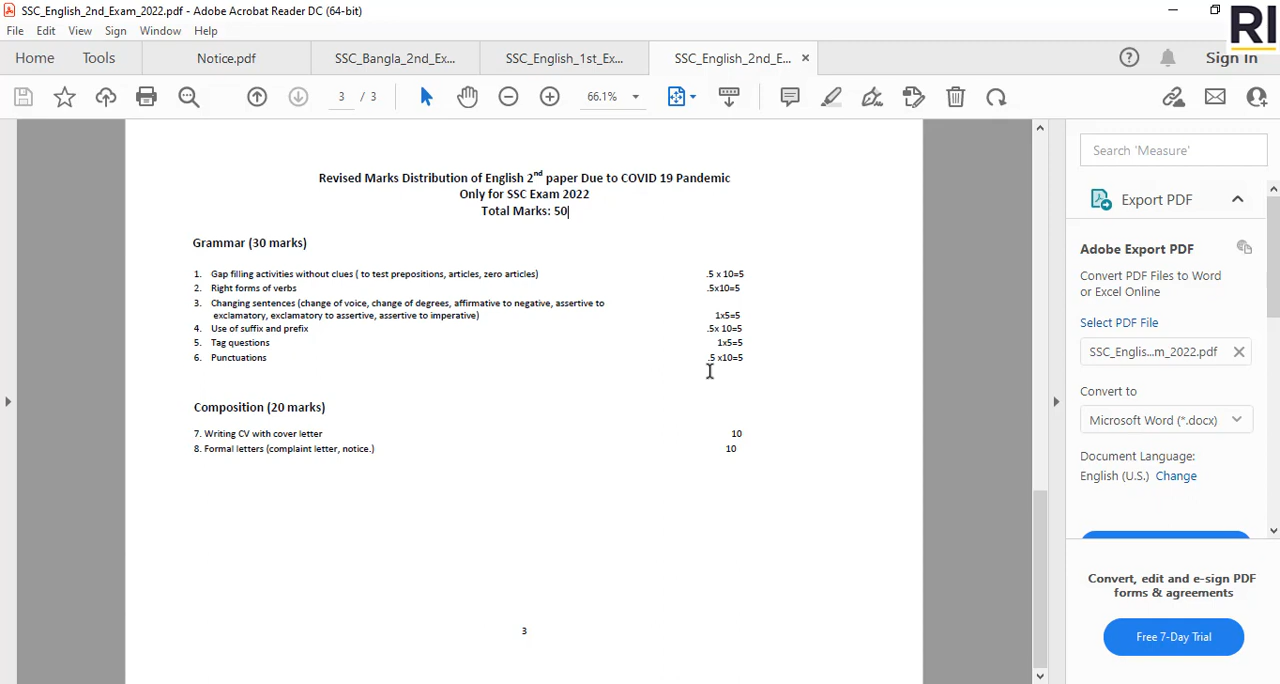 SSC_English_2nd_Exam_2022.pdf - Adobe Acrobat Reader DC (64-bit)
RI
File Edit View Sign Window Help
Home Tools Notice.pdf SSC_Bangla_2nd_Ex... SSC_English_1st_Ex... SSC_English_2nd_E... × Sign In
3 / 3 66.1%
Search 'Measure'
Export PDF
Adobe Export PDF
Convert PDF Files to Word
or Excel Online
Select PDF File
SSC_Englis...m_2022.pdf
Convert to
Microsoft Word (*.docx)
Document Language:
English (U.S.) Change
Convert, edit and e-sign PDF
forms & agreements
Free 7-Day Trial
Revised Marks Distribution of English 2nd paper Due to COVID 19 Pandemic
Only for SSC Exam 2022
Total Marks: 50
Grammar (30 marks)
1. Gap filling activities without clues ( to test prepositions, articles, zero articles) .5 x 10=5
2. Right forms of verbs .5x10=5
3. Changing sentences (change of voice, change of degrees, affirmative to negative, assertive to
exclamatory, exclamatory to assertive, assertive to imperative) 1x5=5
4. Use of suffix and prefix .5x 10=5
5. Tag questions 1x5=5
6. Punctuations .5 x10=5
Composition (20 marks)
7. Writing CV with cover letter 10
8. Formal letters (complaint letter, notice.) 10
3